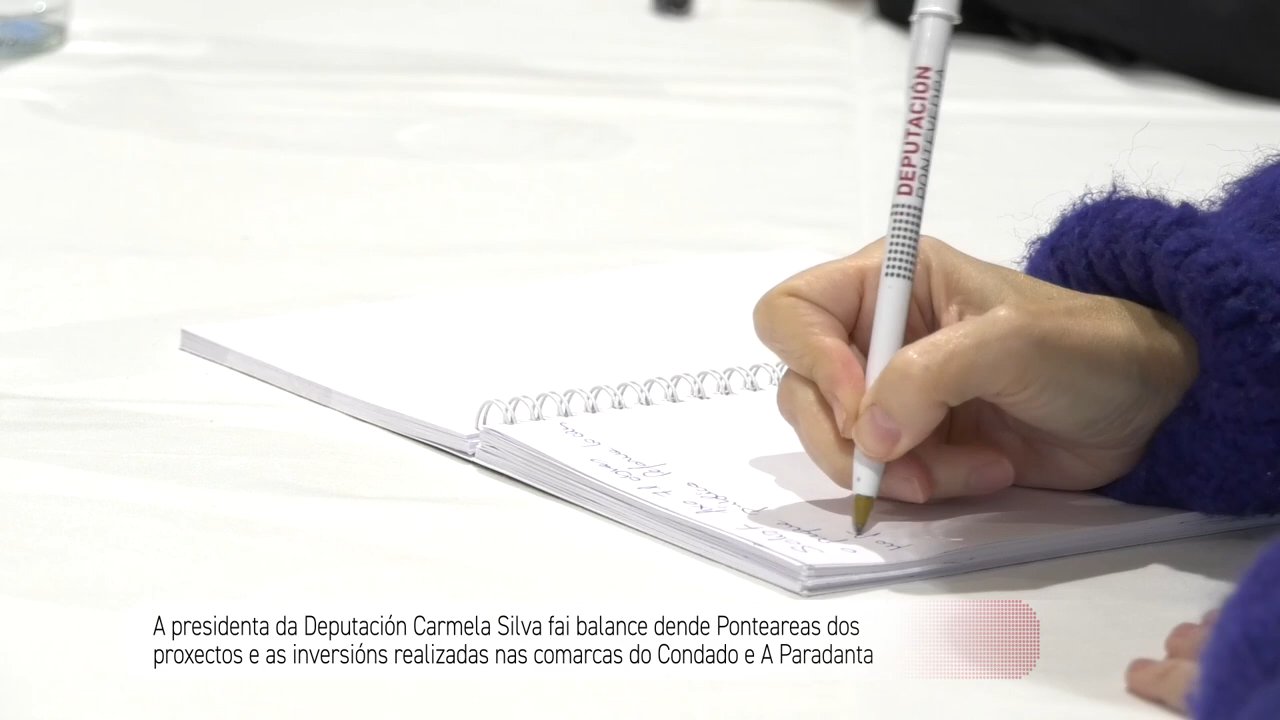 DEPUTACIÓN
PONTEVEDRA
A presidenta da Deputación Carmela Silva fai balance dende Ponteareas dos
proxectos e as inversións realizadas nas comarcas do Condado e A Paradanta